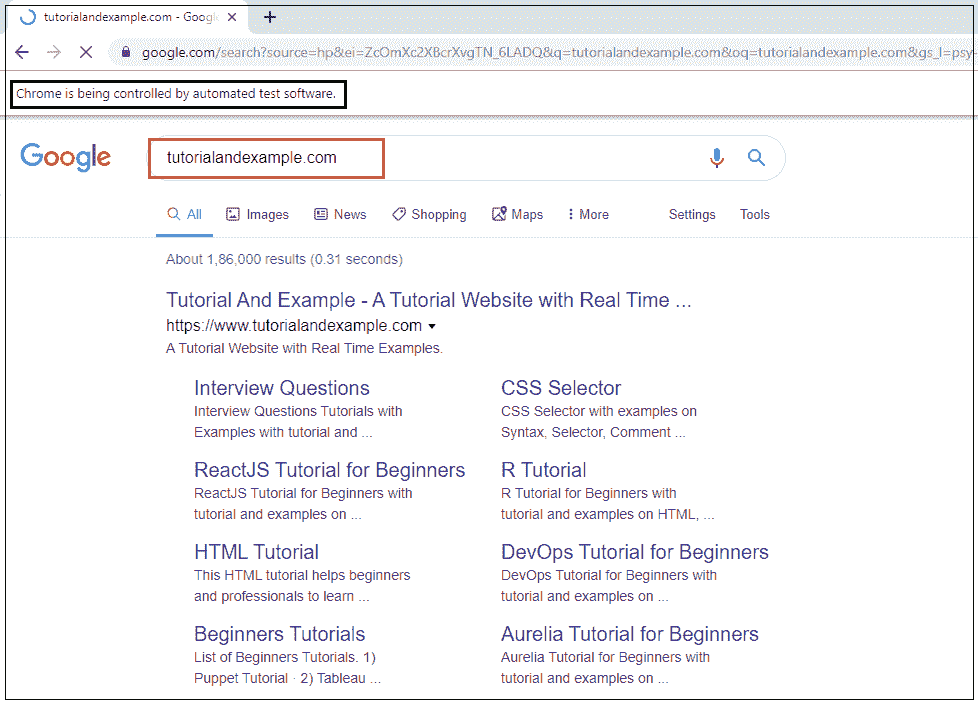 tutorialandexample.com - Googl
google.com/search?source=hp&ei=ZcOmXc2XBcrXvgTN_6LADQ&q=tutorialandexample.com&oq=tutorialandexample.com&gs_l=psy-
Chrome is being controlled by automated test software.
Google
tutorialandexample.com
All Images News Shopping Maps More Settings Tools
About 1,86,000 results (0.31 seconds)
Tutorial And Example - A Tutorial Website with Real Time ...
https://www.tutorialandexample.com
A Tutorial Website with Real Time Examples.
Interview Questions
Interview Questions Tutorials with
Examples with tutorial and ...
CSS Selector
CSS Selector with examples on
Syntax, Selector, Comment ...
ReactJS Tutorial for Beginners
ReactJS Tutorial for Beginners with
tutorial and examples on ...
R Tutorial
R Tutorial for Beginners with
tutorial and examples on HTML, ...
HTML Tutorial
This HTML tutorial helps beginners
and professionals to learn ...
DevOps Tutorial for Beginners
DevOps Tutorial for Beginners with
tutorial and examples on ...
Beginners Tutorials
List of Beginners Tutorials. 1)
Puppet Tutorial · 2) Tableau ...
Aurelia Tutorial for Beginners
Aurelia Tutorial for Beginners with
tutorial and examples on ...